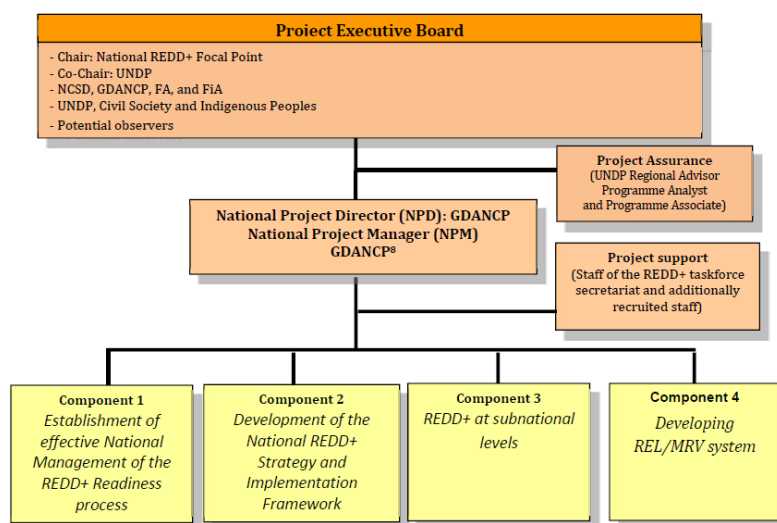 Project Executive Board
- Chair: National REDD+ Focal Point
- Co-Chair: UNDP
- NCSD, GDANCP, FA, and FiA
- UNDP, Civil Society and Indigenous Peoples
- Potential observers
Project Assurance
(UNDP Regional Advisor
Programme Analyst
and Programme Associate)
National Project Director (NPD): GDANCP
National Project Manager (NPM)
GDANCP⁸
Project support
(Staff of the REDD+ taskforce
secretariat and additionally
recruited staff)
Component 1
Establishment of
effective National
Management of the
REDD+ Readiness
process
Component 2
Development of the
National REDD+
Strategy and
Implementation
Framework
Component 3
REDD+ at subnational
levels
Component 4
Developing
REL/MRV system